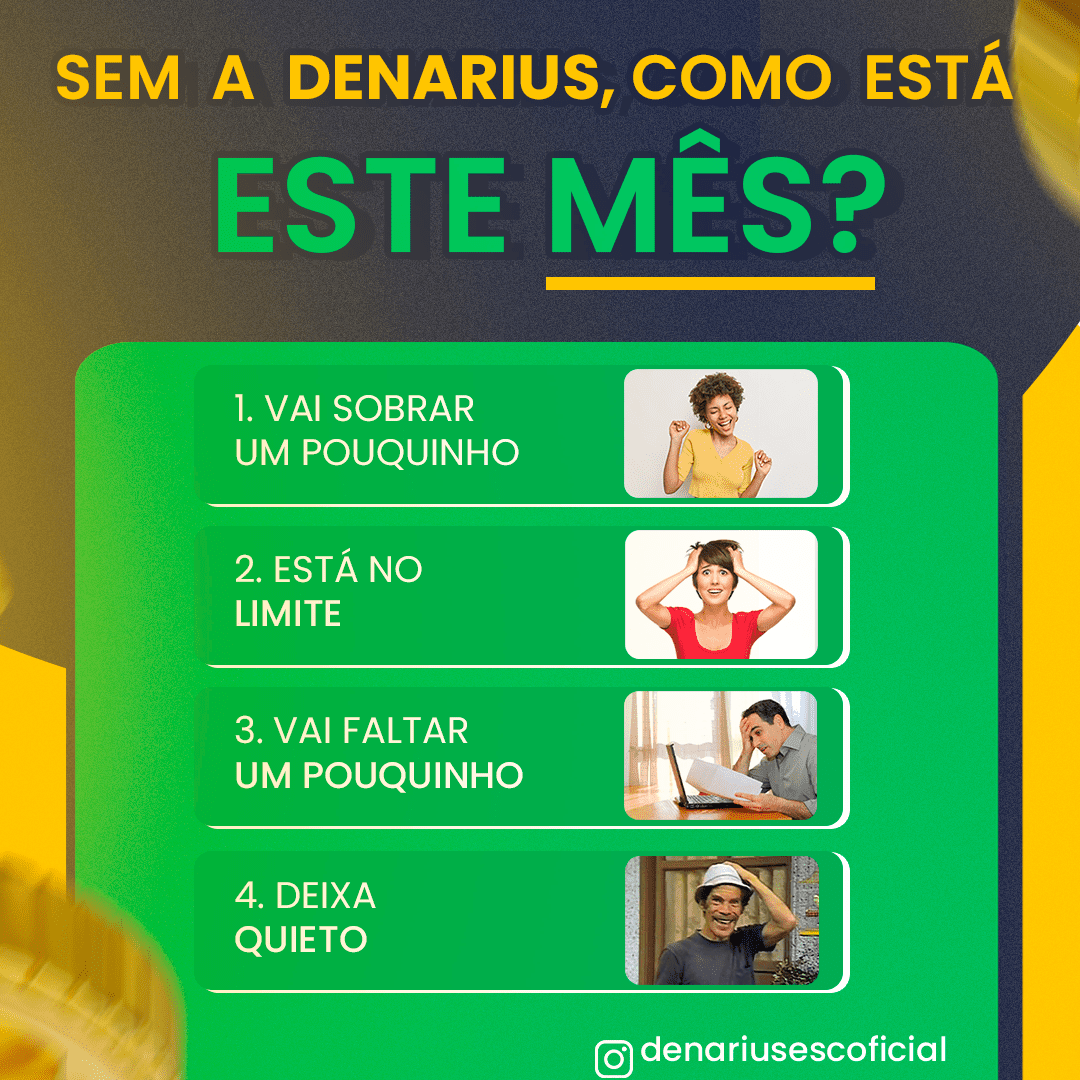 SEM A DENARIUS, COMO ESTÁ
ESTE MÊS?
1. VAI SOBRAR
UM POUQUINHO
2. ESTÁ NO
LIMITE
3. VAI FALTAR
UM POUQUINHO
4. DEIXA
QUIETO
denariusescoficial